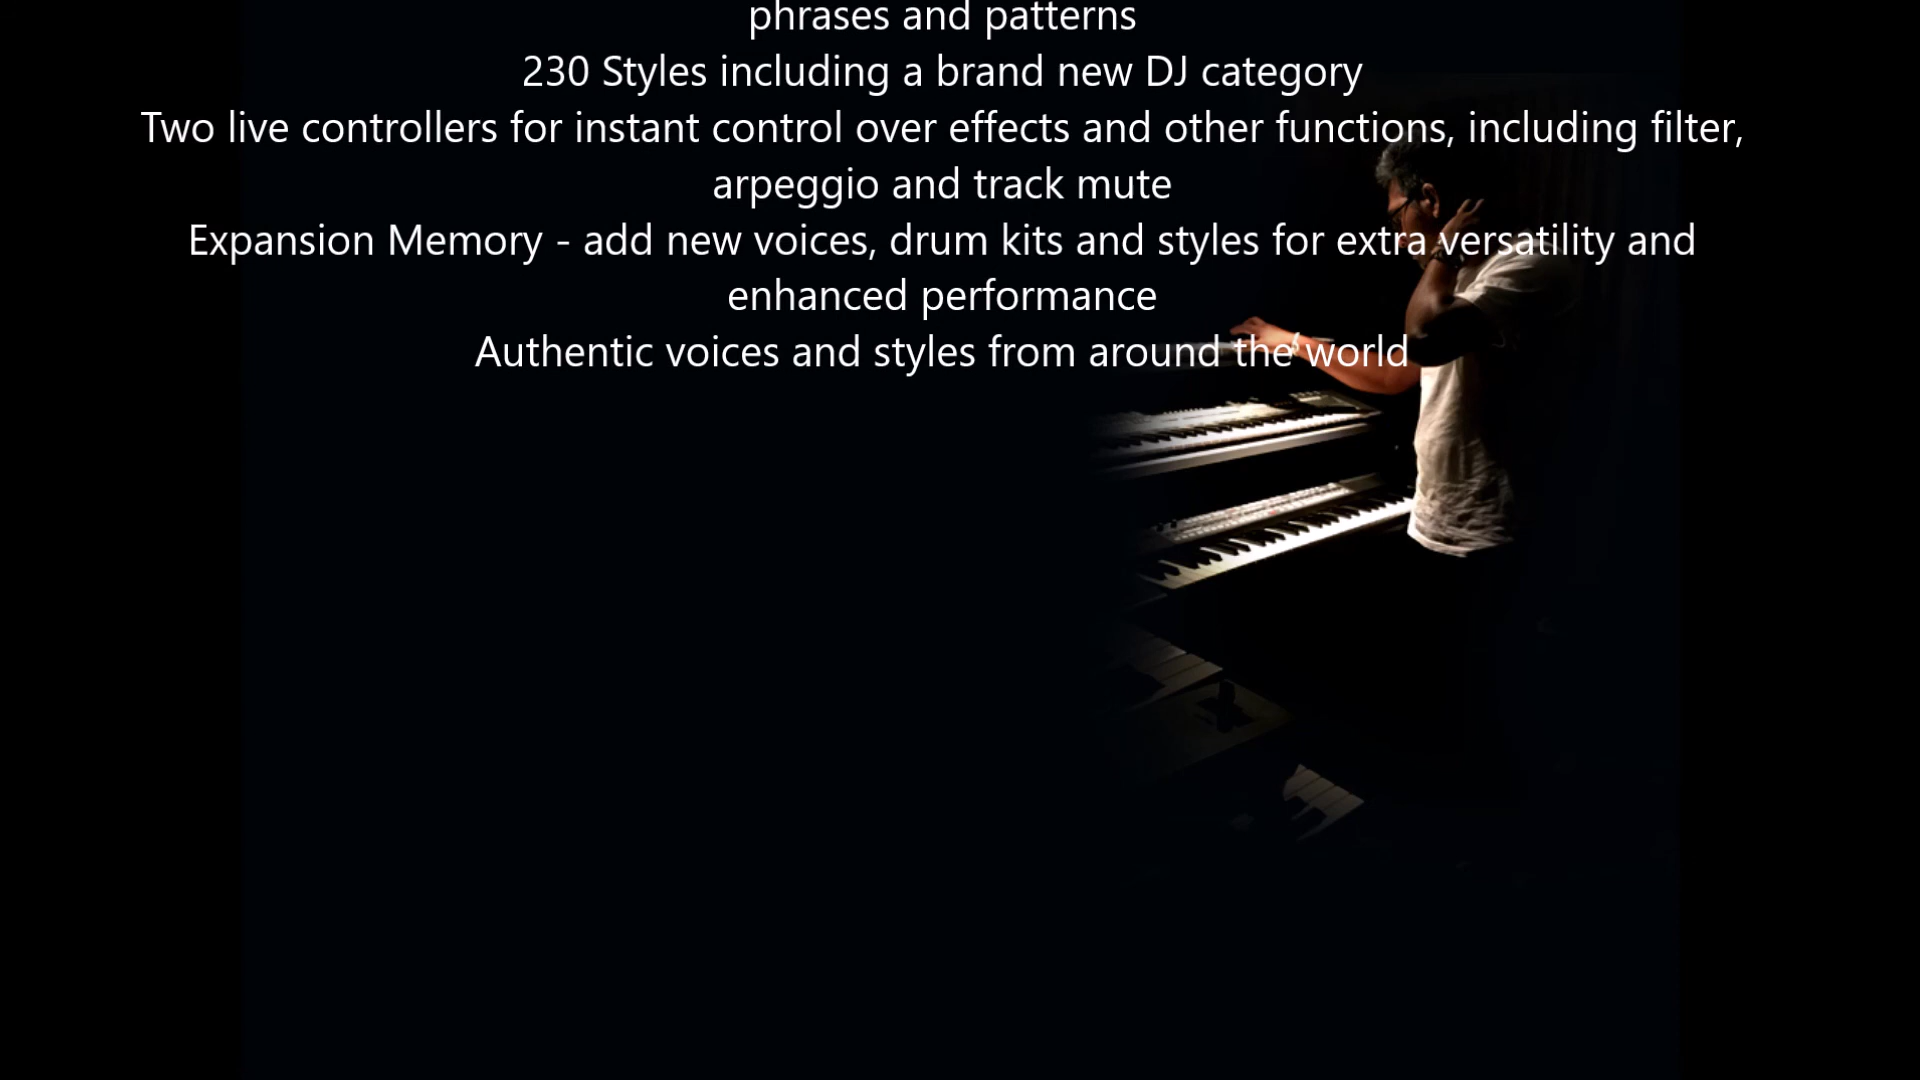 phrases and patterns
230 Styles including a brand new DJ category
Two live controllers for instant control over effects and other functions, including filter,
arpeggio and track mute
Expansion Memory - add new voices, drum kits and styles for extra versatility and
enhanced performance
Authentic voices and styles from around the world